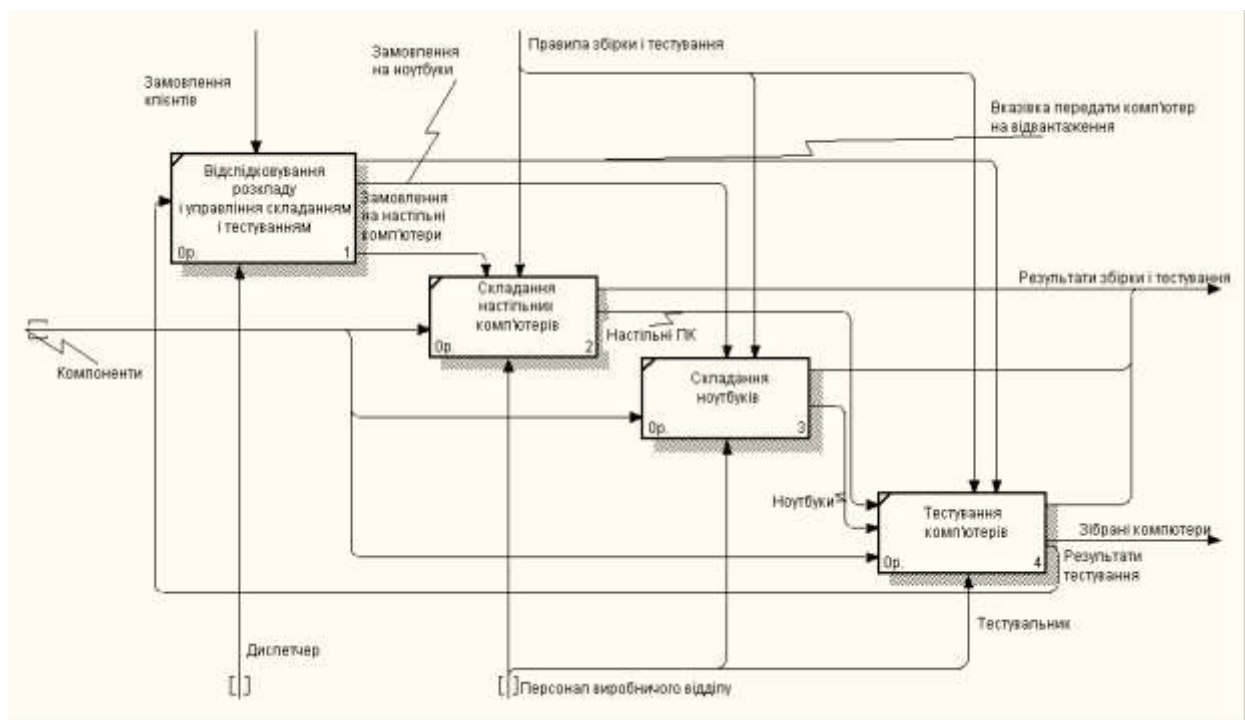 Замовлення
на ноутбуки
Правила збірки і тестування
Замовлення
клієнтів
Вказівка передати комп'ютер
на відвантаження
Відслідковування
розкладу
і управління складанням
і тестуванням
0р.
1
Замовлення
на настільні
комп'ютери
Складання
настільних
комп'ютерів
0р.
2
Результати збірки і тестування
Настільні ПК
Компоненти
Складання
ноутбуків
0р.
3
Ноутбуки
Тестування
комп'ютерів
0р.
4
Зібрані компютери
Результати
тестування
Тестувальник
Диспетчер
Персонал виробничого відділу